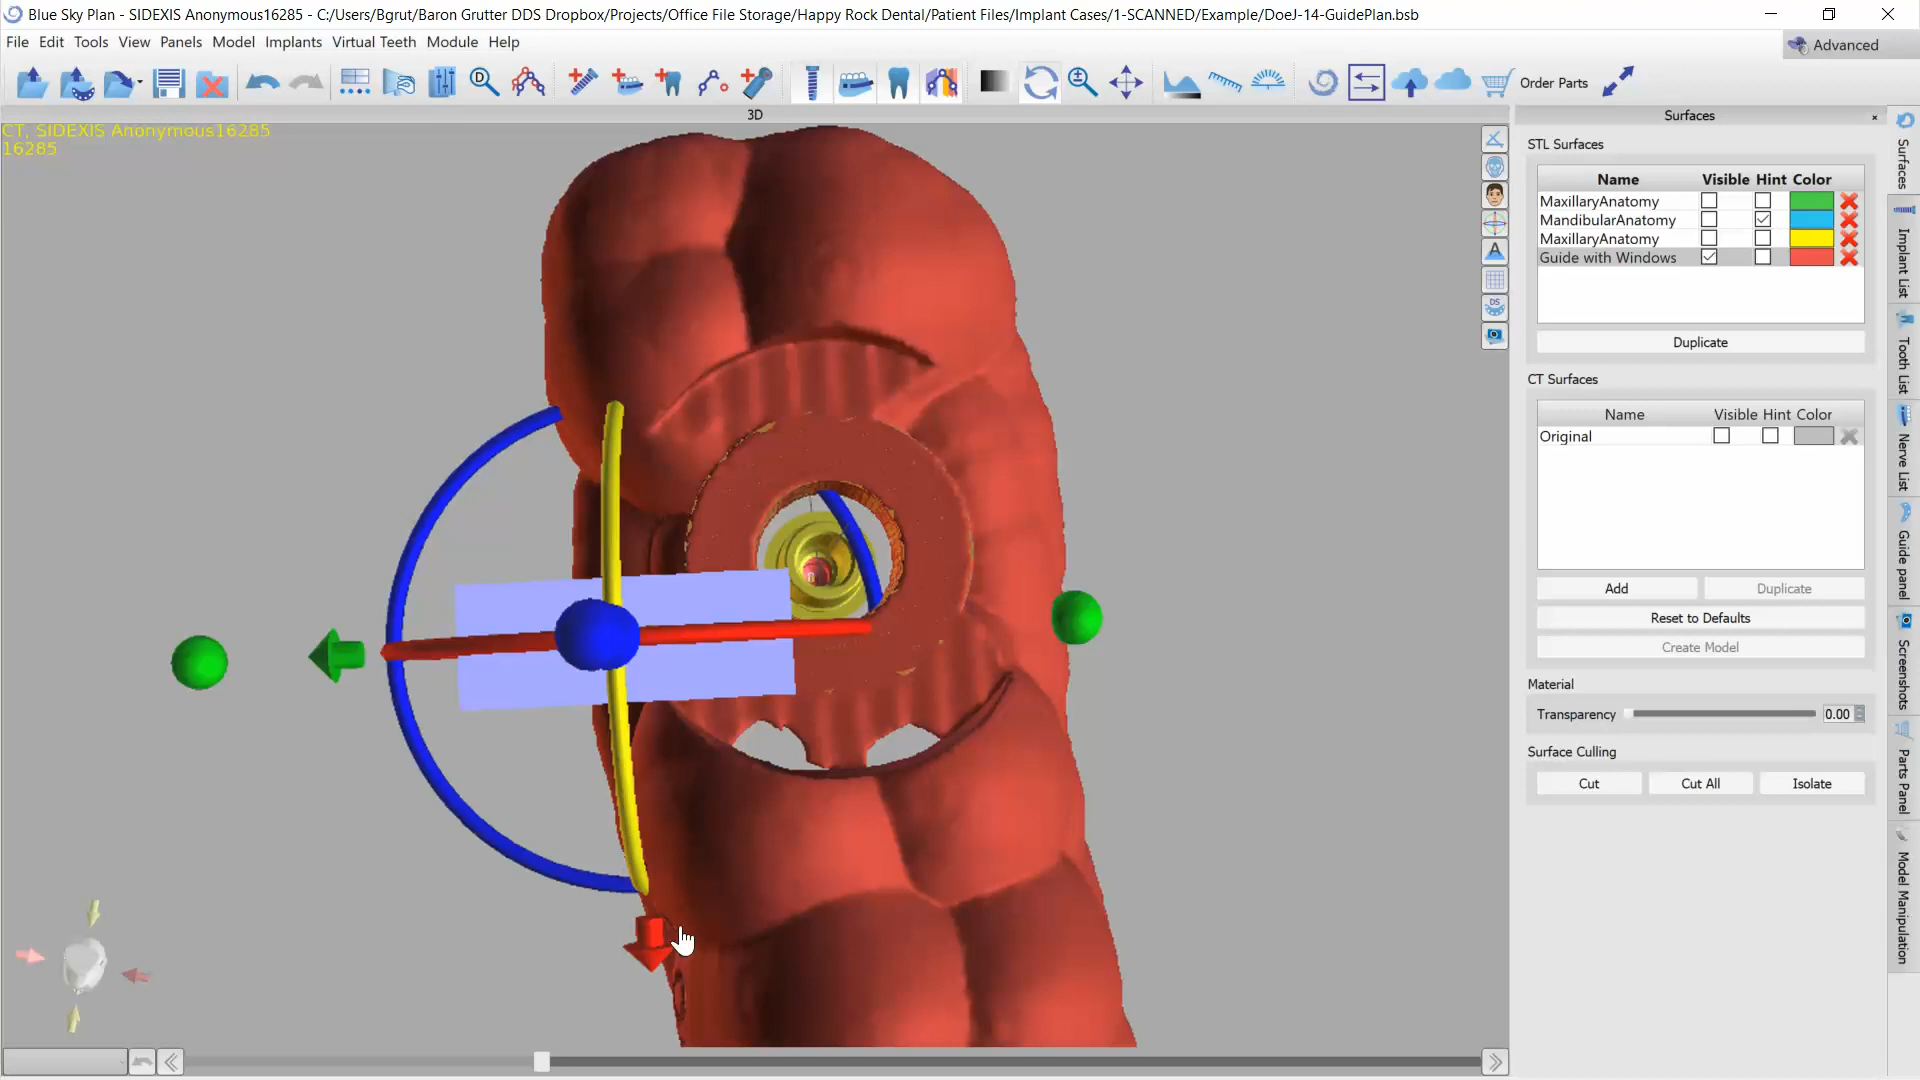 Blue Sky Plan - SIDEXIS Anonymous16285 - C:/Users/Bgrut/Baron Grutter DDS Dropbox/Projects/Office File Storage/Happy Rock Dental/Patient Files/Implant Cases/1-SCANNED/Example/DoeJ-14-GuidePlan.bsb
File Edit Tools View Panels Model Implants Virtual Teeth Module Help
Advanced
Order Parts
3D
CT, SIDEXIS Anonymous16285
16285
Surfaces
STL Surfaces
Name Visible Hint Color
MaxillaryAnatomy
MandibularAnatomy
MaxillaryAnatomy
Guide with Windows
Duplicate
CT Surfaces
Name Visible Hint Color
Original
Add Duplicate
Reset to Defaults
Create Model
Material
Transparency 0.00
Surface Culling
Cut Cut All Isolate
Surfaces
Implant List
Tooth List
Nerve List
Guide panel
Screenshots
Parts Panel
Model Manipulation
D
A
DS